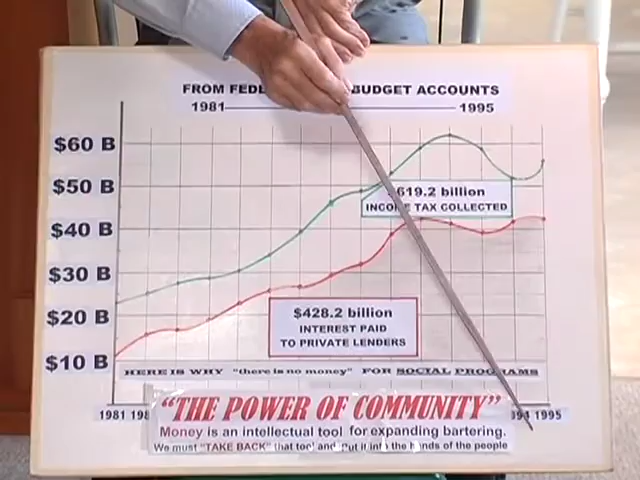 FROM FEDE BUDGET ACCOUNTS
1981 1995
$60 B
$50 B
$40 B
$30 B
$20 B
$10 B
$619.2 billion
INCOME TAX COLLECTED
$428.2 billion
INTEREST PAID
TO PRIVATE LENDERS
HERE IS WHY "there is no money" FOR SOCIAL PROGRAMS
1981 198 994 1995
"THE POWER OF COMMUNITY"
Money is an intellectual tool for expanding bartering.
We must "TAKE BACK" that tool and Put it into the hands of the people